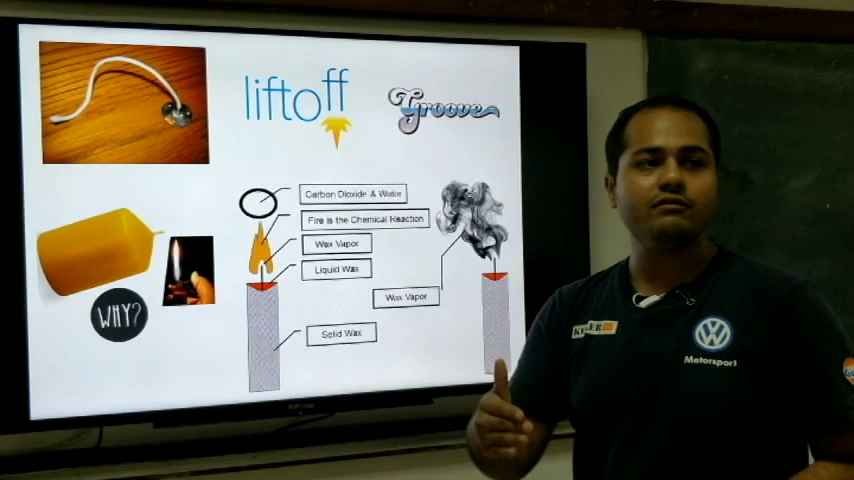 liftoff
Groove
Carbon Dioxide & Water
Fire is the Chemical Reaction
Wax Vapor
Liquid Wax
Wax Vapor
Solid Wax
WHY?
Motorsport